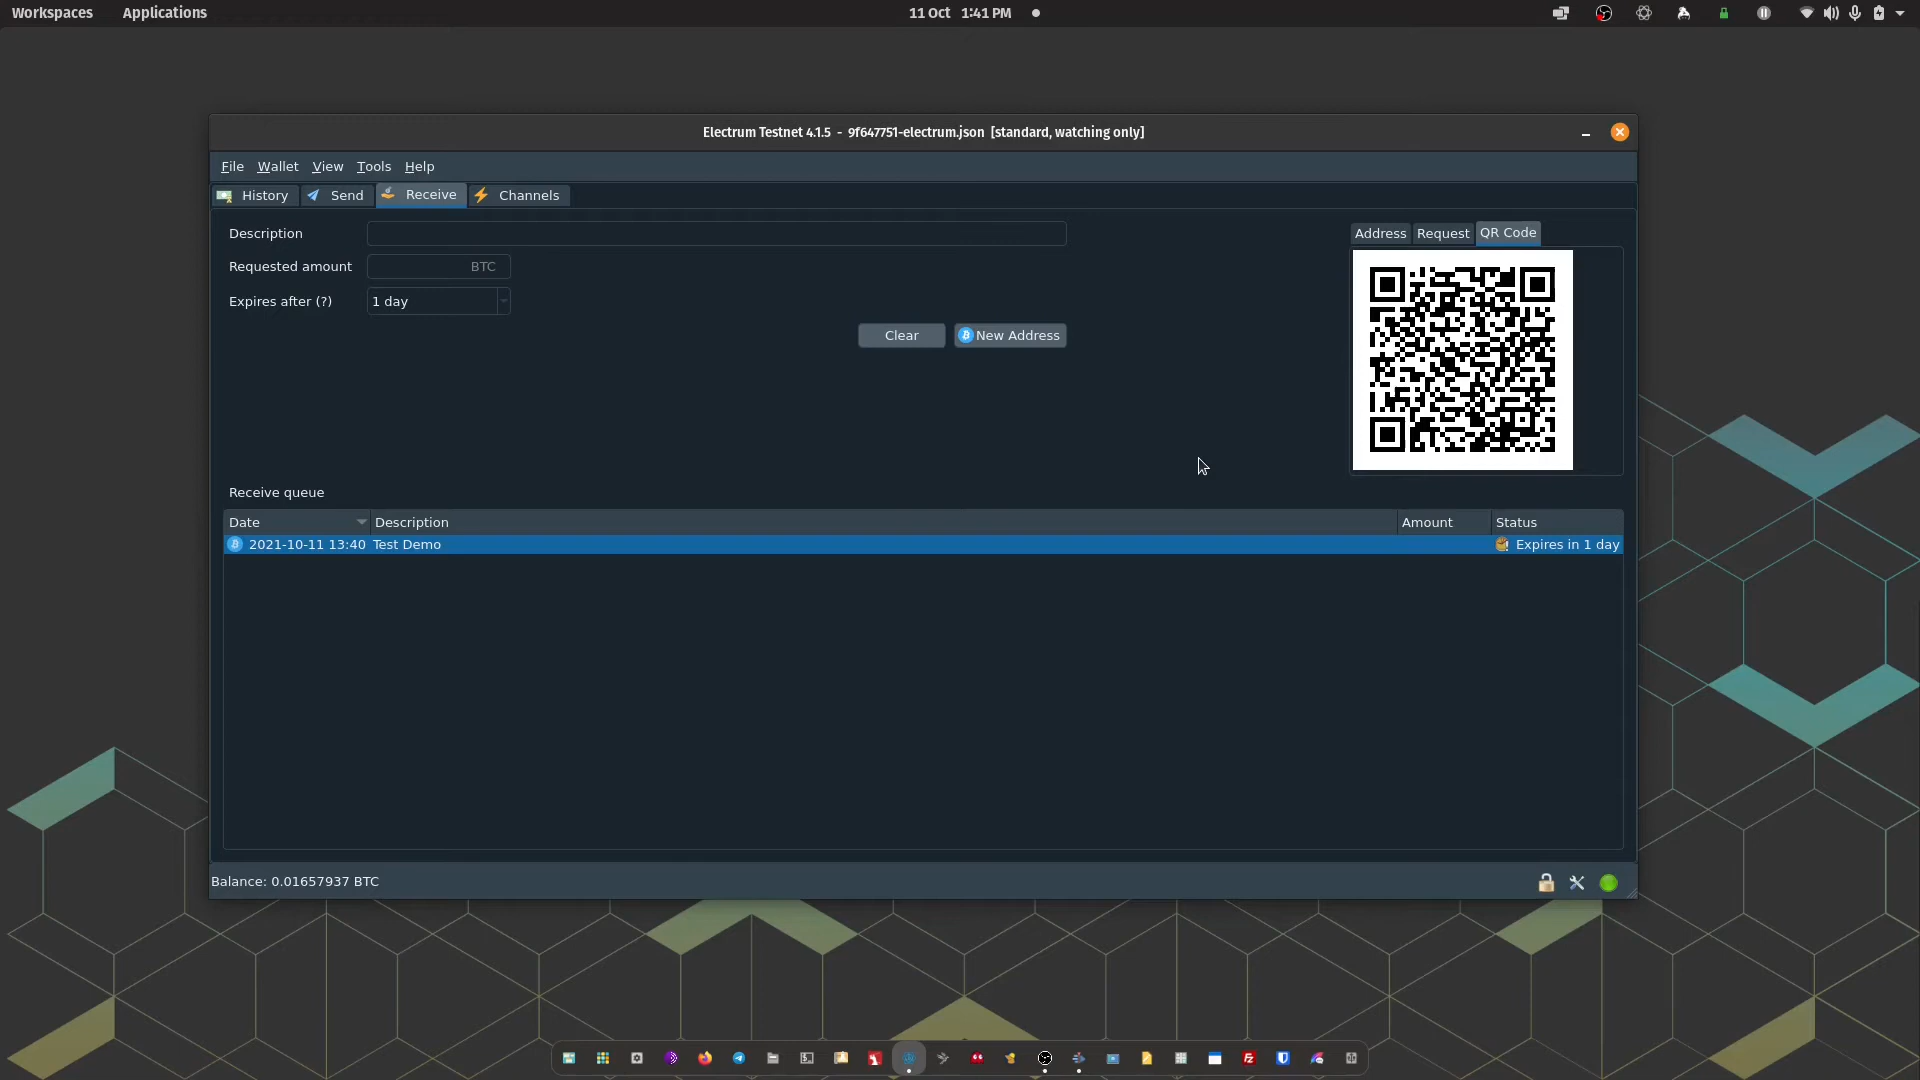 Workspaces Applications 11 Oct 1:41 PM
Electrum Testnet 4.1.5 - 9f647751-electrum.json [standard, watching only]
File Wallet View Tools Help
History Send Receive Channels
Description
Address Request QR Code
Requested amount BTC
Expires after (?) 1 day
Clear New Address
Receive queue
Date Description Amount Status
2021-10-11 13:40 Test Demo Expires in 1 day
Balance: 0.01657937 BTC